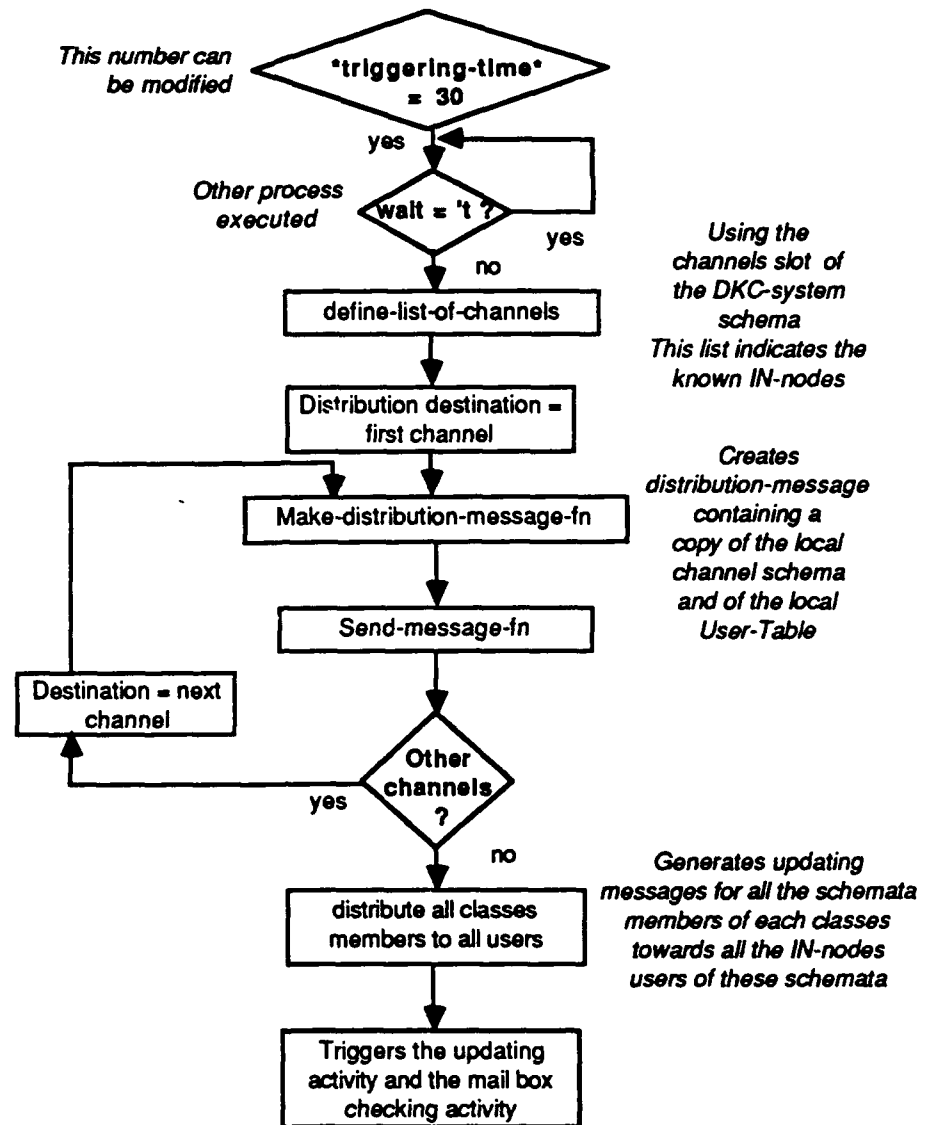 This number can
be modified
*triggering-time*
= 30
yes
Other process
executed
wait = 't ?
yes
no
Using the
channels slot of
the DKC-system
schema
This list indicates the
known IN-nodes
define-list-of-channels
Distribution destination =
first channel
Creates
distribution-message
containing a
copy of the local
channel schema
and of the local
User-Table
Make-distribution-message-fn
Send-message-fn
Destination = next
channel
Other
channels
?
yes
no
Generates updating
messages for all the schemata
members of each classes
towards all the IN-nodes
users of these schemata
distribute all classes
members to all users
Triggers the updating
activity and the mail box
checking activity